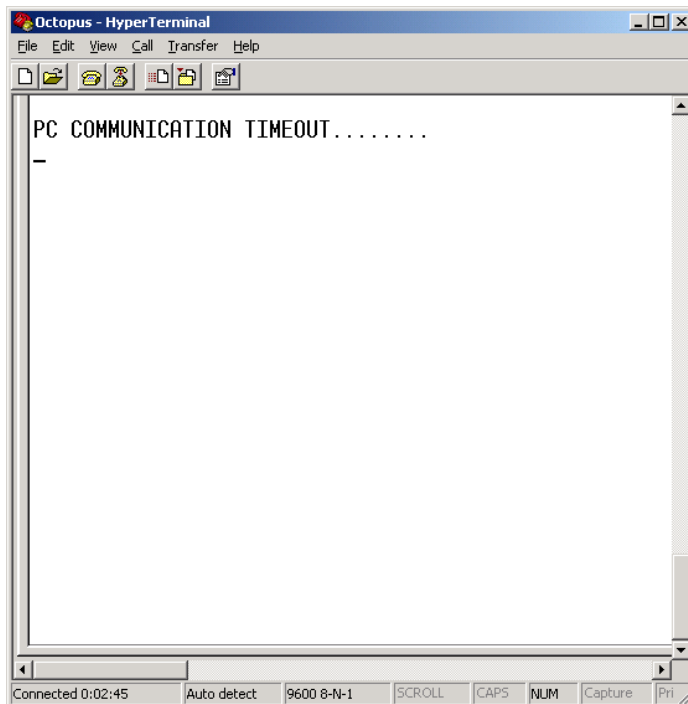 Octopus - HyperTerminal
File Edit View Call Transfer Help
PC COMMUNICATION TIMEOUT........
Connected 0:02:45 Auto detect 9600 8-N-1 SCROLL CAPS NUM Capture Pri